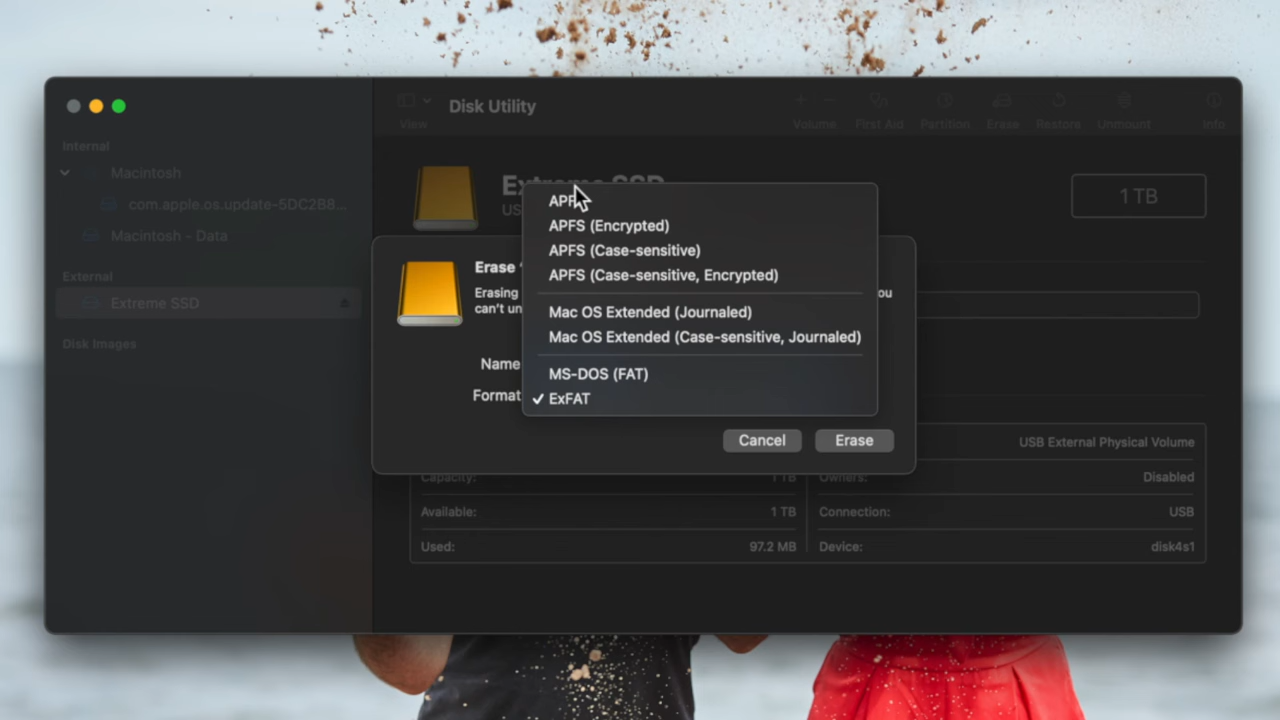 Disk Utility
View
Volume
First Aid
Partition
Erase
Restore
Unmount
Info
Internal
Macintosh
com.apple.os.update-5DC2B8...
Macintosh - Data
External
Extreme SSD
Disk Images
Extreme SSD
US
1 TB
Erase
Erasing
ou
can't un
Name
Format
APFS
APFS (Encrypted)
APFS (Case-sensitive)
APFS (Case-sensitive, Encrypted)
Mac OS Extended (Journaled)
Mac OS Extended (Case-sensitive, Journaled)
MS-DOS (FAT)
✓ ExFAT
Cancel
Erase
USB External Physical Volume
Capacity: 1 TB
Owners: Disabled
Available: 1 TB
Connection: USB
Used: 97.2 MB
Device: disk4s1